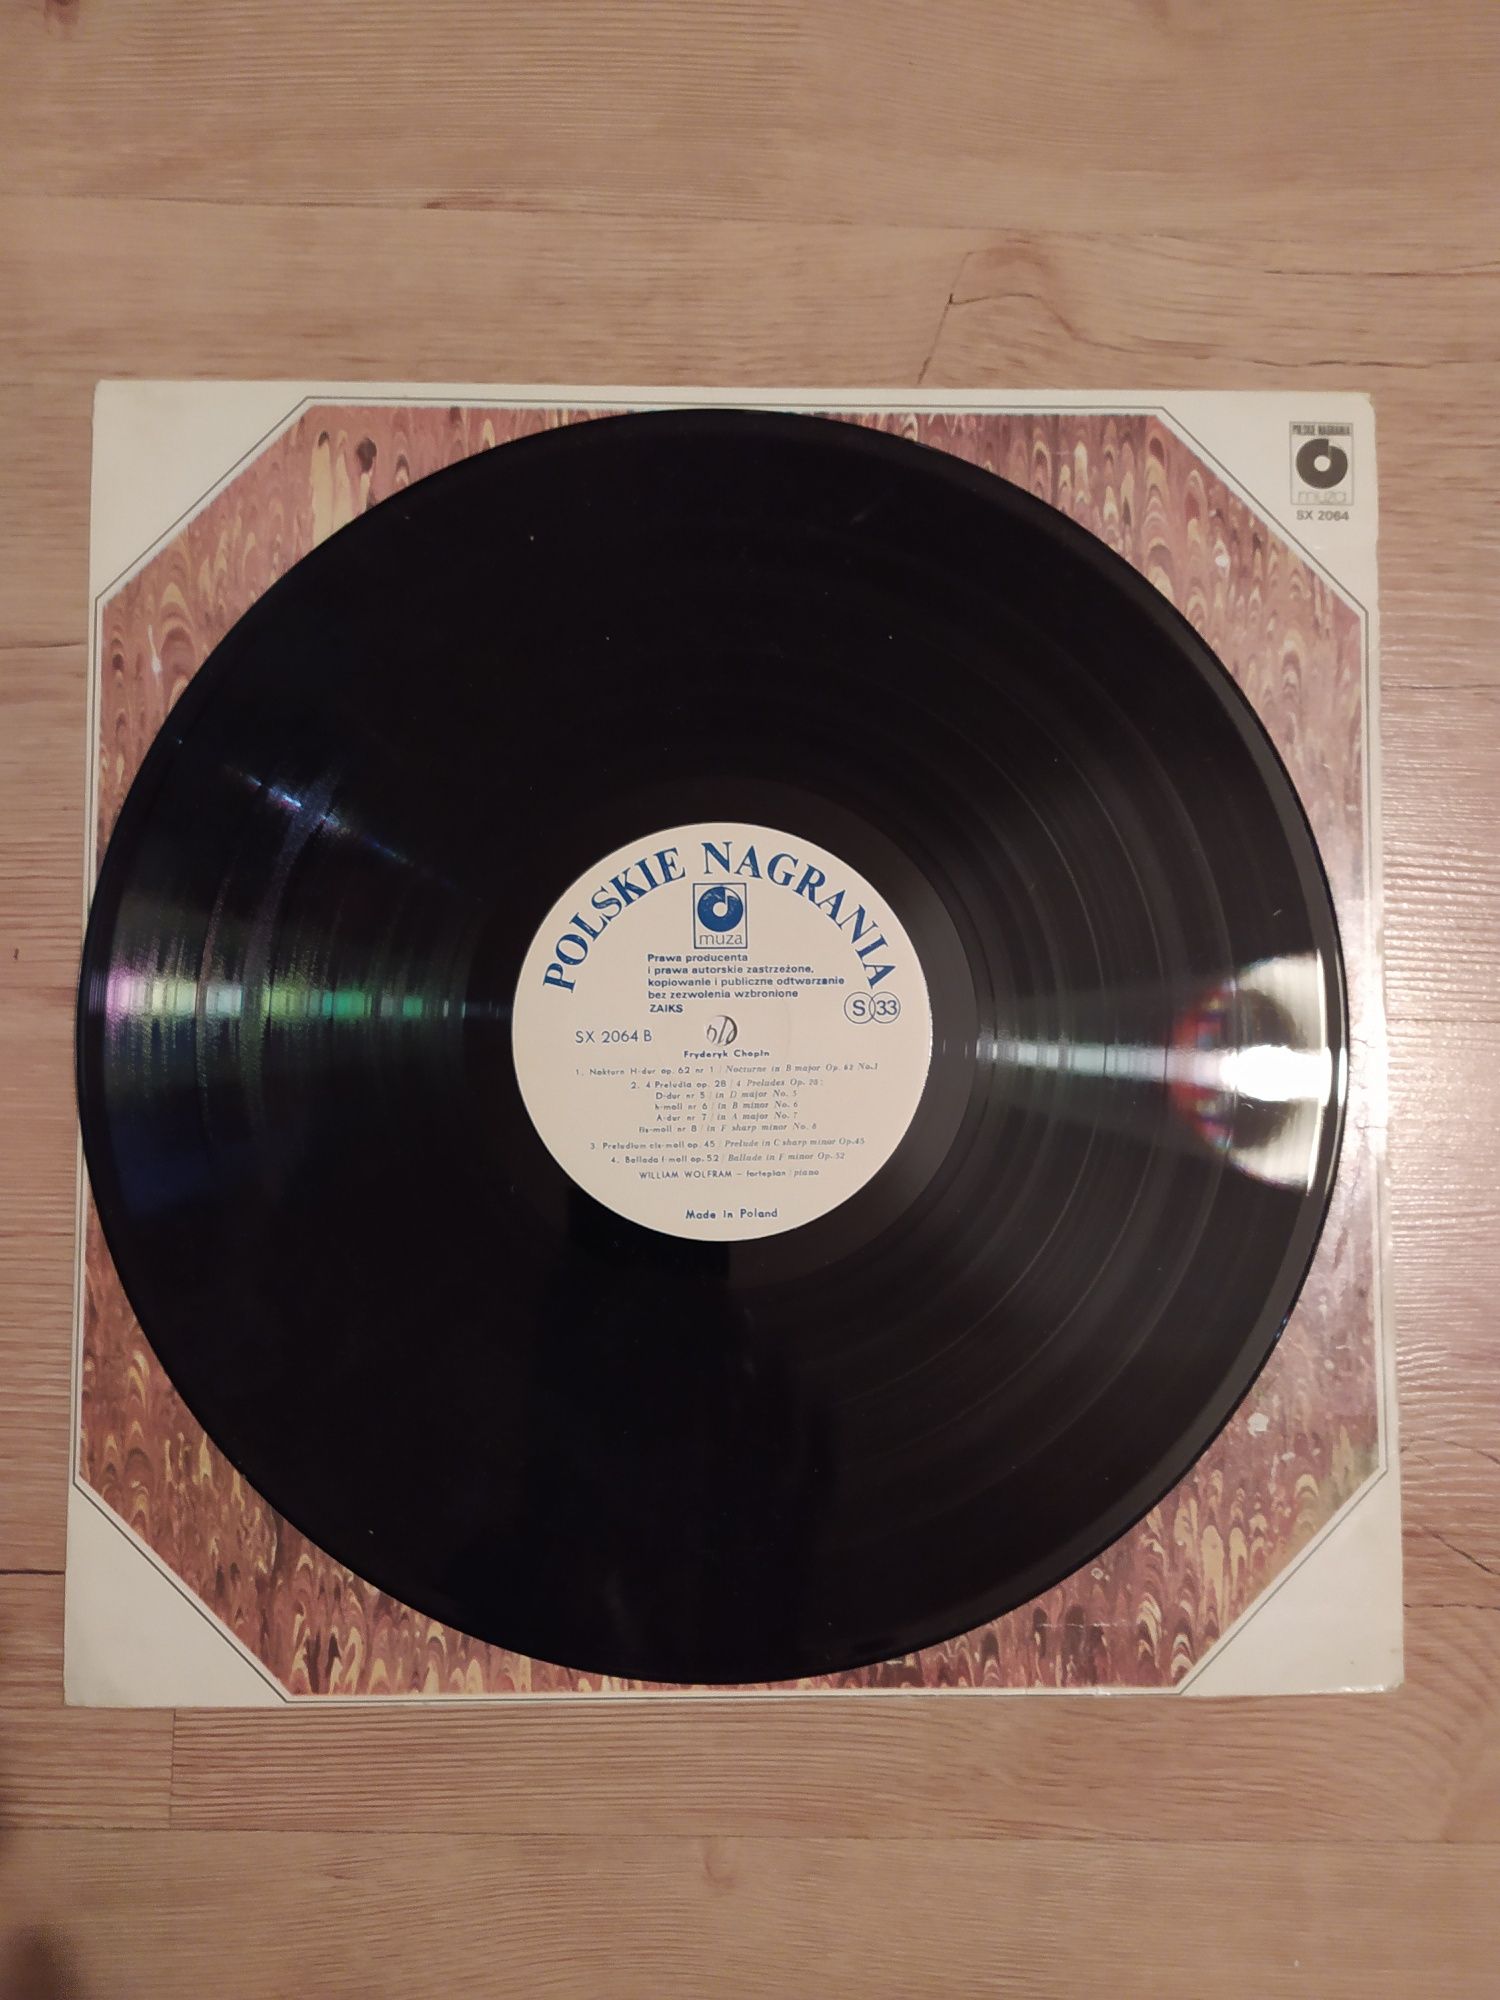 POLSKIE NAGRANIA
muza
SX 2064
POLSKIE NAGRANIA
muza
Prawa producenta
i prawa autorskie zastrzeżone,
kopiowanie i publiczne odtwarzanie
bez zezwolenia wzbronione
ZAIKS
S 33
SX 2064 B
Fryderyk Chopin
1. Nokturn H-dur op. 62 nr 1 / Nocturne in B major Op. 62 No.1
2. 4 Preludia op. 28 / 4 Preludes Op. 28:
D-dur nr 5 / in D major No. 5
h-moll nr 6 / in B minor No. 6
A-dur nr 7 / in A major No. 7
fis-moll nr 8 / in F sharp minor No. 8
3. Preludium cis-moll op. 45 / Prelude in C sharp minor Op.45
4. Ballada f-moll op. 52 / Ballade in F minor Op. 52
WILLIAM WOLFRAM – fortepian / piano
Made in Poland